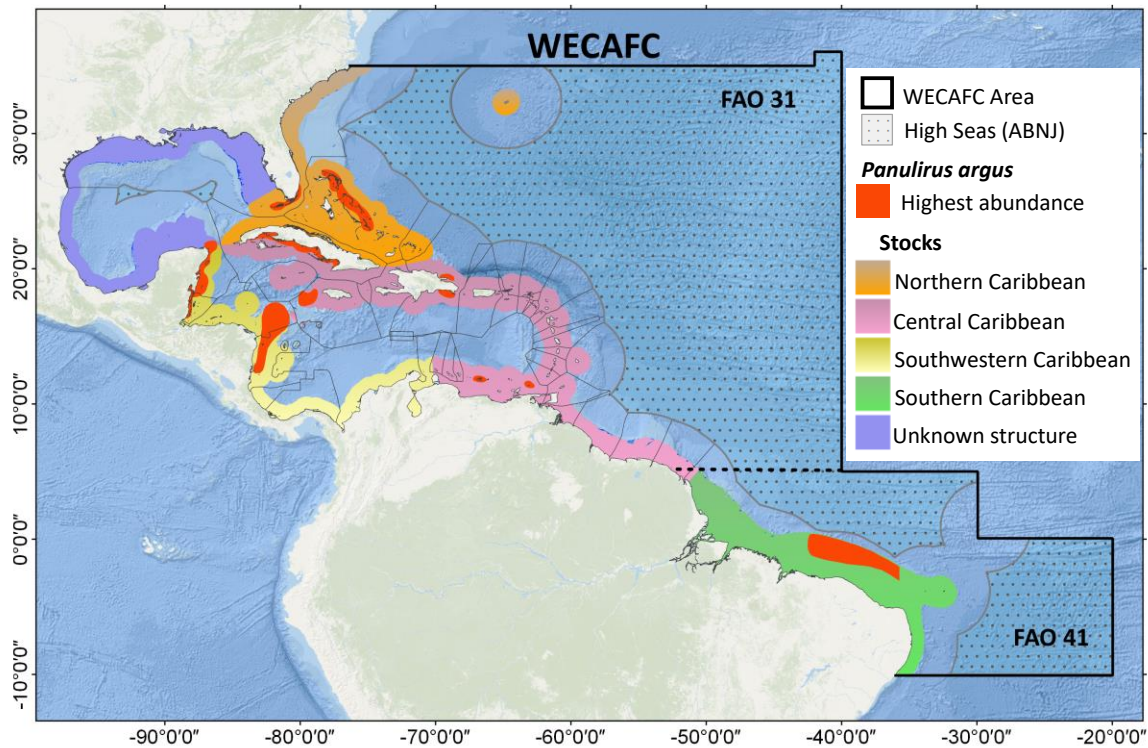 WECAFC
FAO 31
WECAFC Area
High Seas (ABNJ)
Panulirus argus
Highest abundance
Stocks
Northern Caribbean
Central Caribbean
Southwestern Caribbean
Southern Caribbean
Unknown structure
FAO 41
30°0'0"
20°0'0"
10°0'0"
0°0'0"
-10°0'0"
-90°0'0"
-80°0'0"
-70°0'0"
-60°0'0"
-50°0'0"
-40°0'0"
-30°0'0"
-20°0'0"